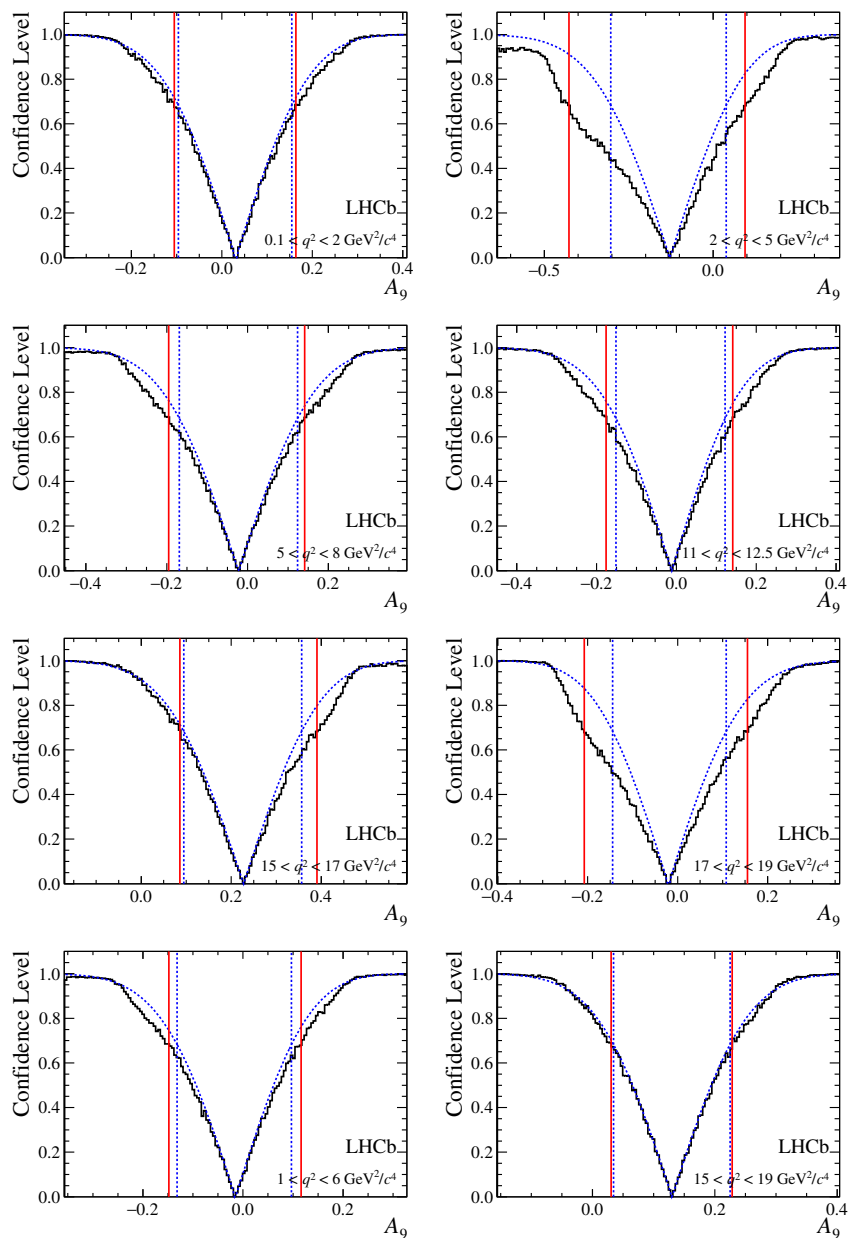 Confidence Level
1.0
0.8
0.6
0.4
0.2
0.0
LHCb
0.1 < q² < 2 GeV²/c⁴
−0.2 0.0 0.2 0.4
A₉
Confidence Level
1.0
0.8
0.6
0.4
0.2
0.0
LHCb
2 < q² < 5 GeV²/c⁴
−0.5 0.0
A₉
Confidence Level
1.0
0.8
0.6
0.4
0.2
0.0
LHCb
5 < q² < 8 GeV²/c⁴
−0.4 −0.2 0.0 0.2 0.4
A₉
Confidence Level
1.0
0.8
0.6
0.4
0.2
0.0
LHCb
11 < q² < 12.5 GeV²/c⁴
−0.4 −0.2 0.0 0.2 0.4
A₉
Confidence Level
1.0
0.8
0.6
0.4
0.2
0.0
LHCb
15 < q² < 17 GeV²/c⁴
0.0 0.2 0.4
A₉
Confidence Level
1.0
0.8
0.6
0.4
0.2
0.0
LHCb
17 < q² < 19 GeV²/c⁴
−0.4 −0.2 0.0 0.2
A₉
Confidence Level
1.0
0.8
0.6
0.4
0.2
0.0
LHCb
1 < q² < 6 GeV²/c⁴
−0.2 0.0 0.2
A₉
Confidence Level
1.0
0.8
0.6
0.4
0.2
0.0
LHCb
15 < q² < 19 GeV²/c⁴
0.0 0.2 0.4
A₉